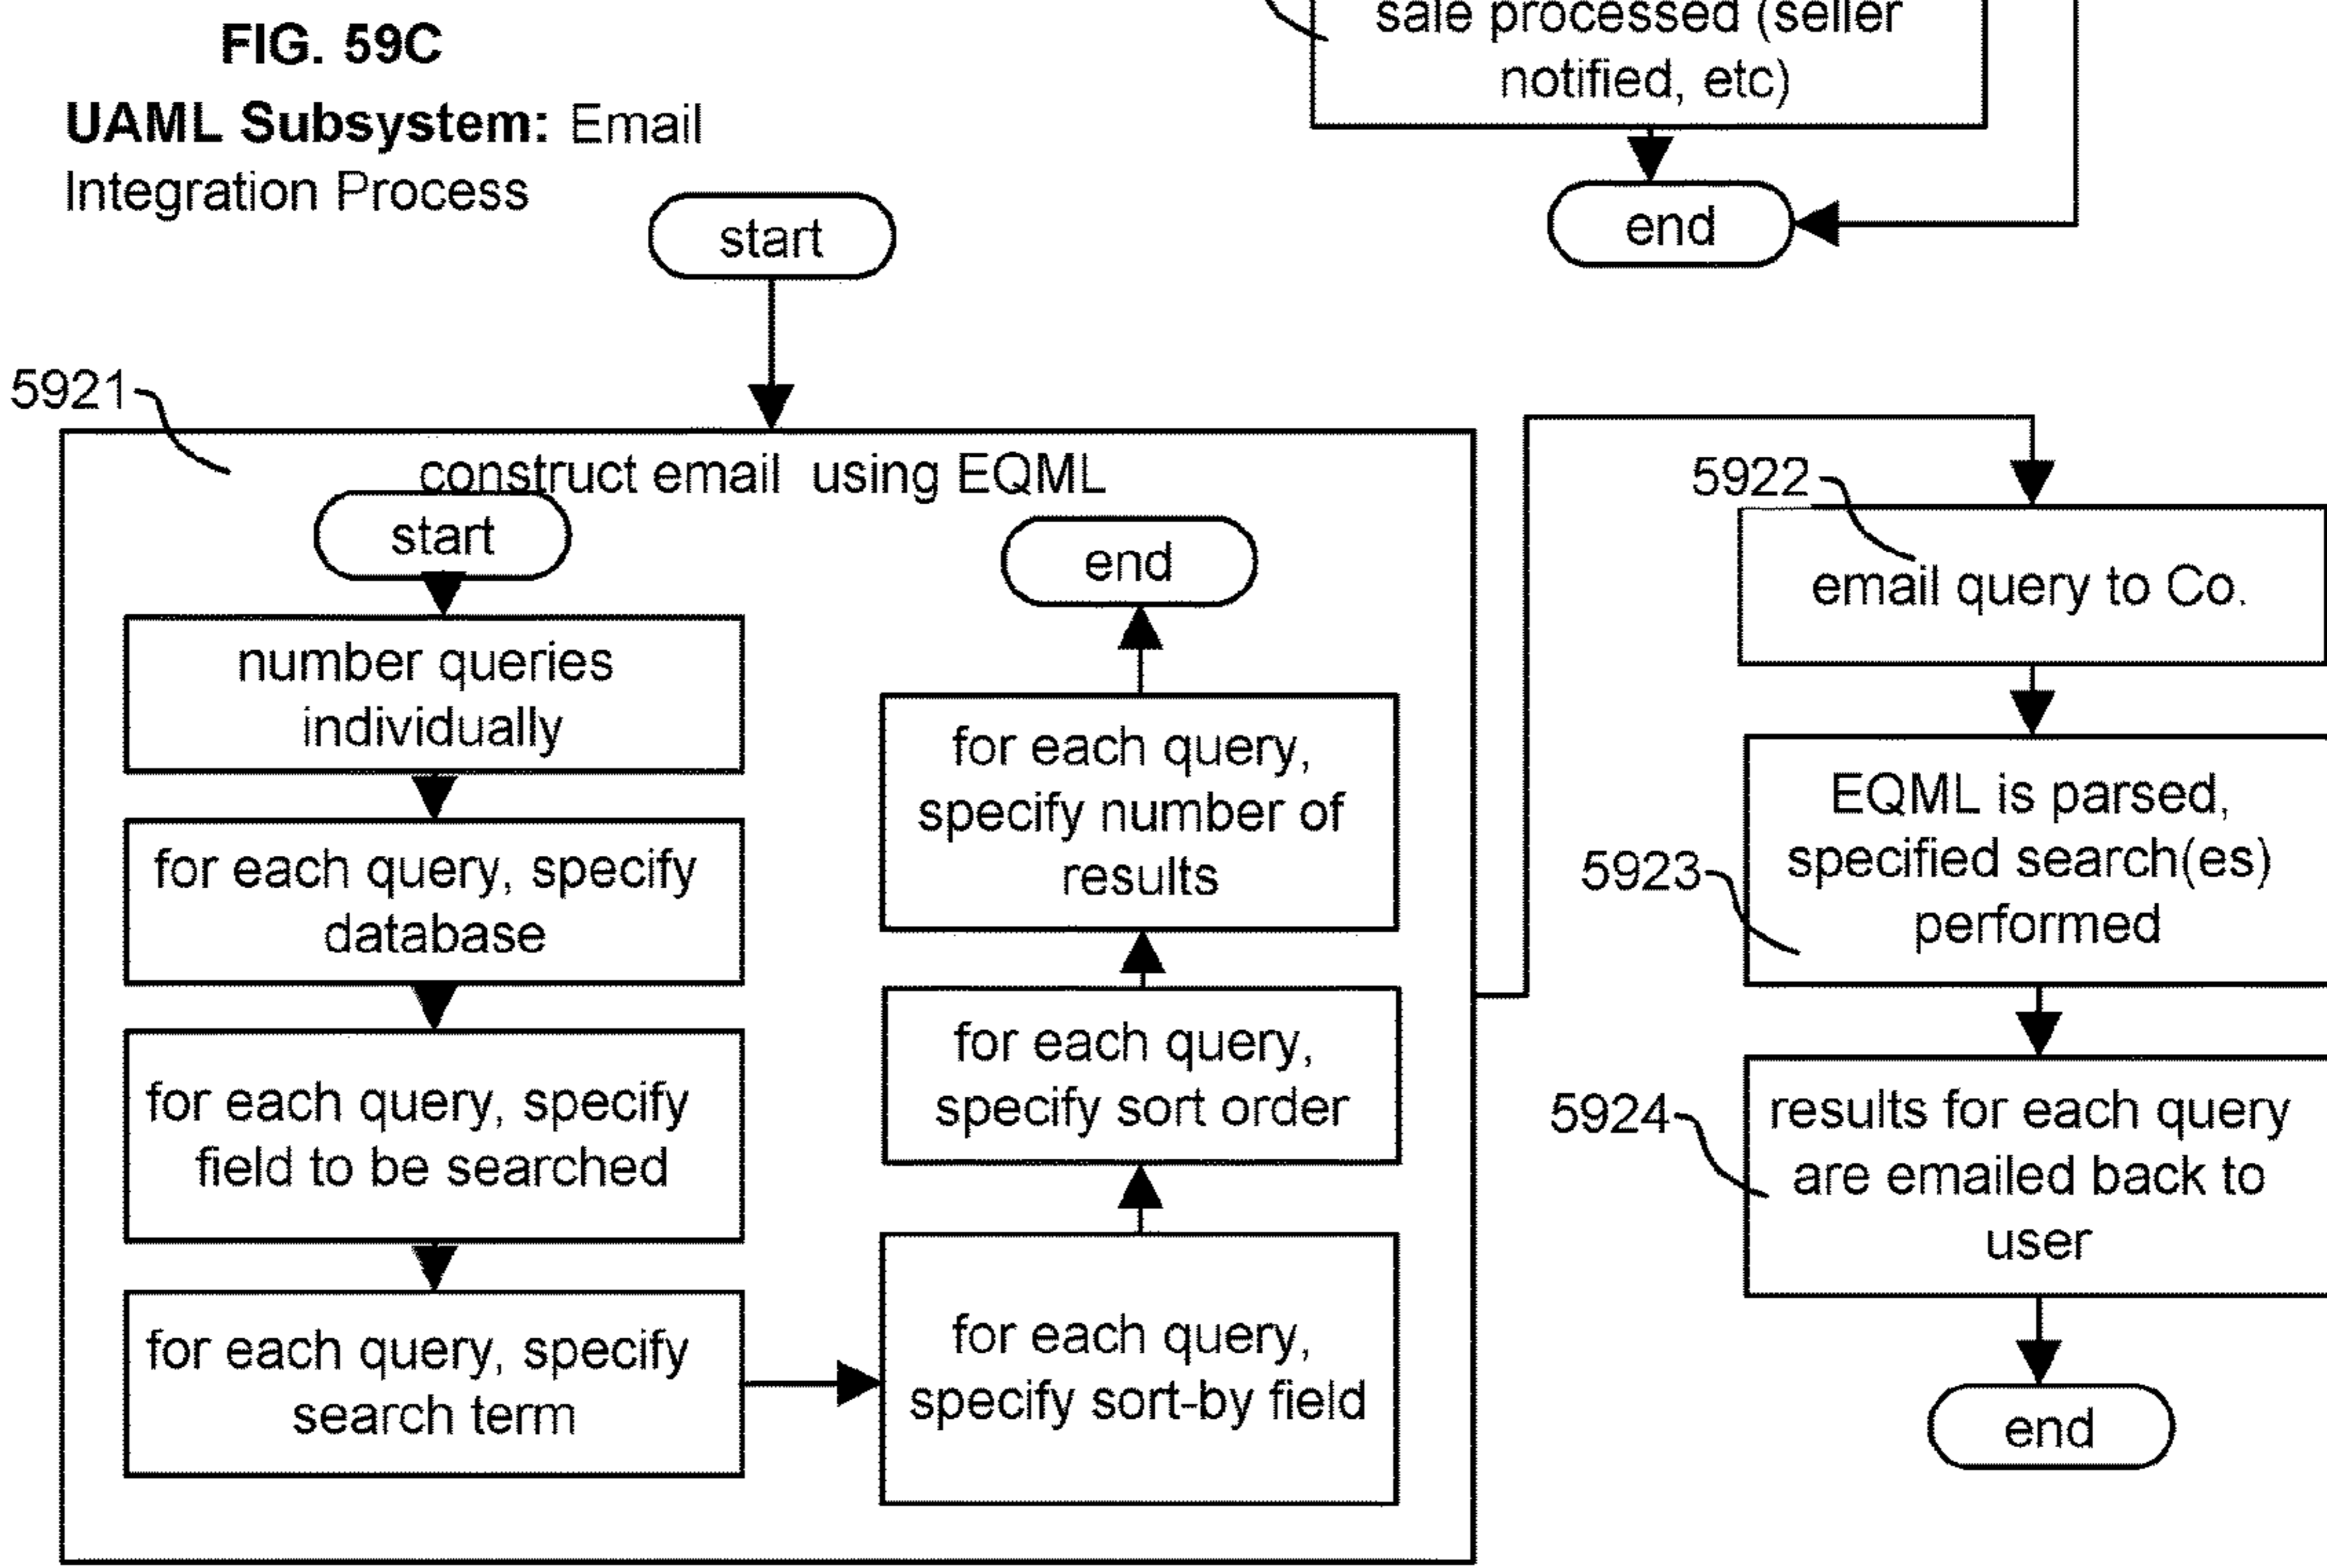 FIG. 59C
UAML Subsystem: Email
Integration Process
sale processed (seller
notified, etc)
end
start
5921
construct email using EQML
start
number queries
individually
for each query, specify
database
for each query, specify
field to be searched
for each query, specify
search term
for each query,
specify sort-by field
for each query,
specify sort order
for each query,
specify number of
results
end
5922
email query to Co.
5923
EQML is parsed,
specified search(es)
performed
5924
results for each query
are emailed back to
user
end